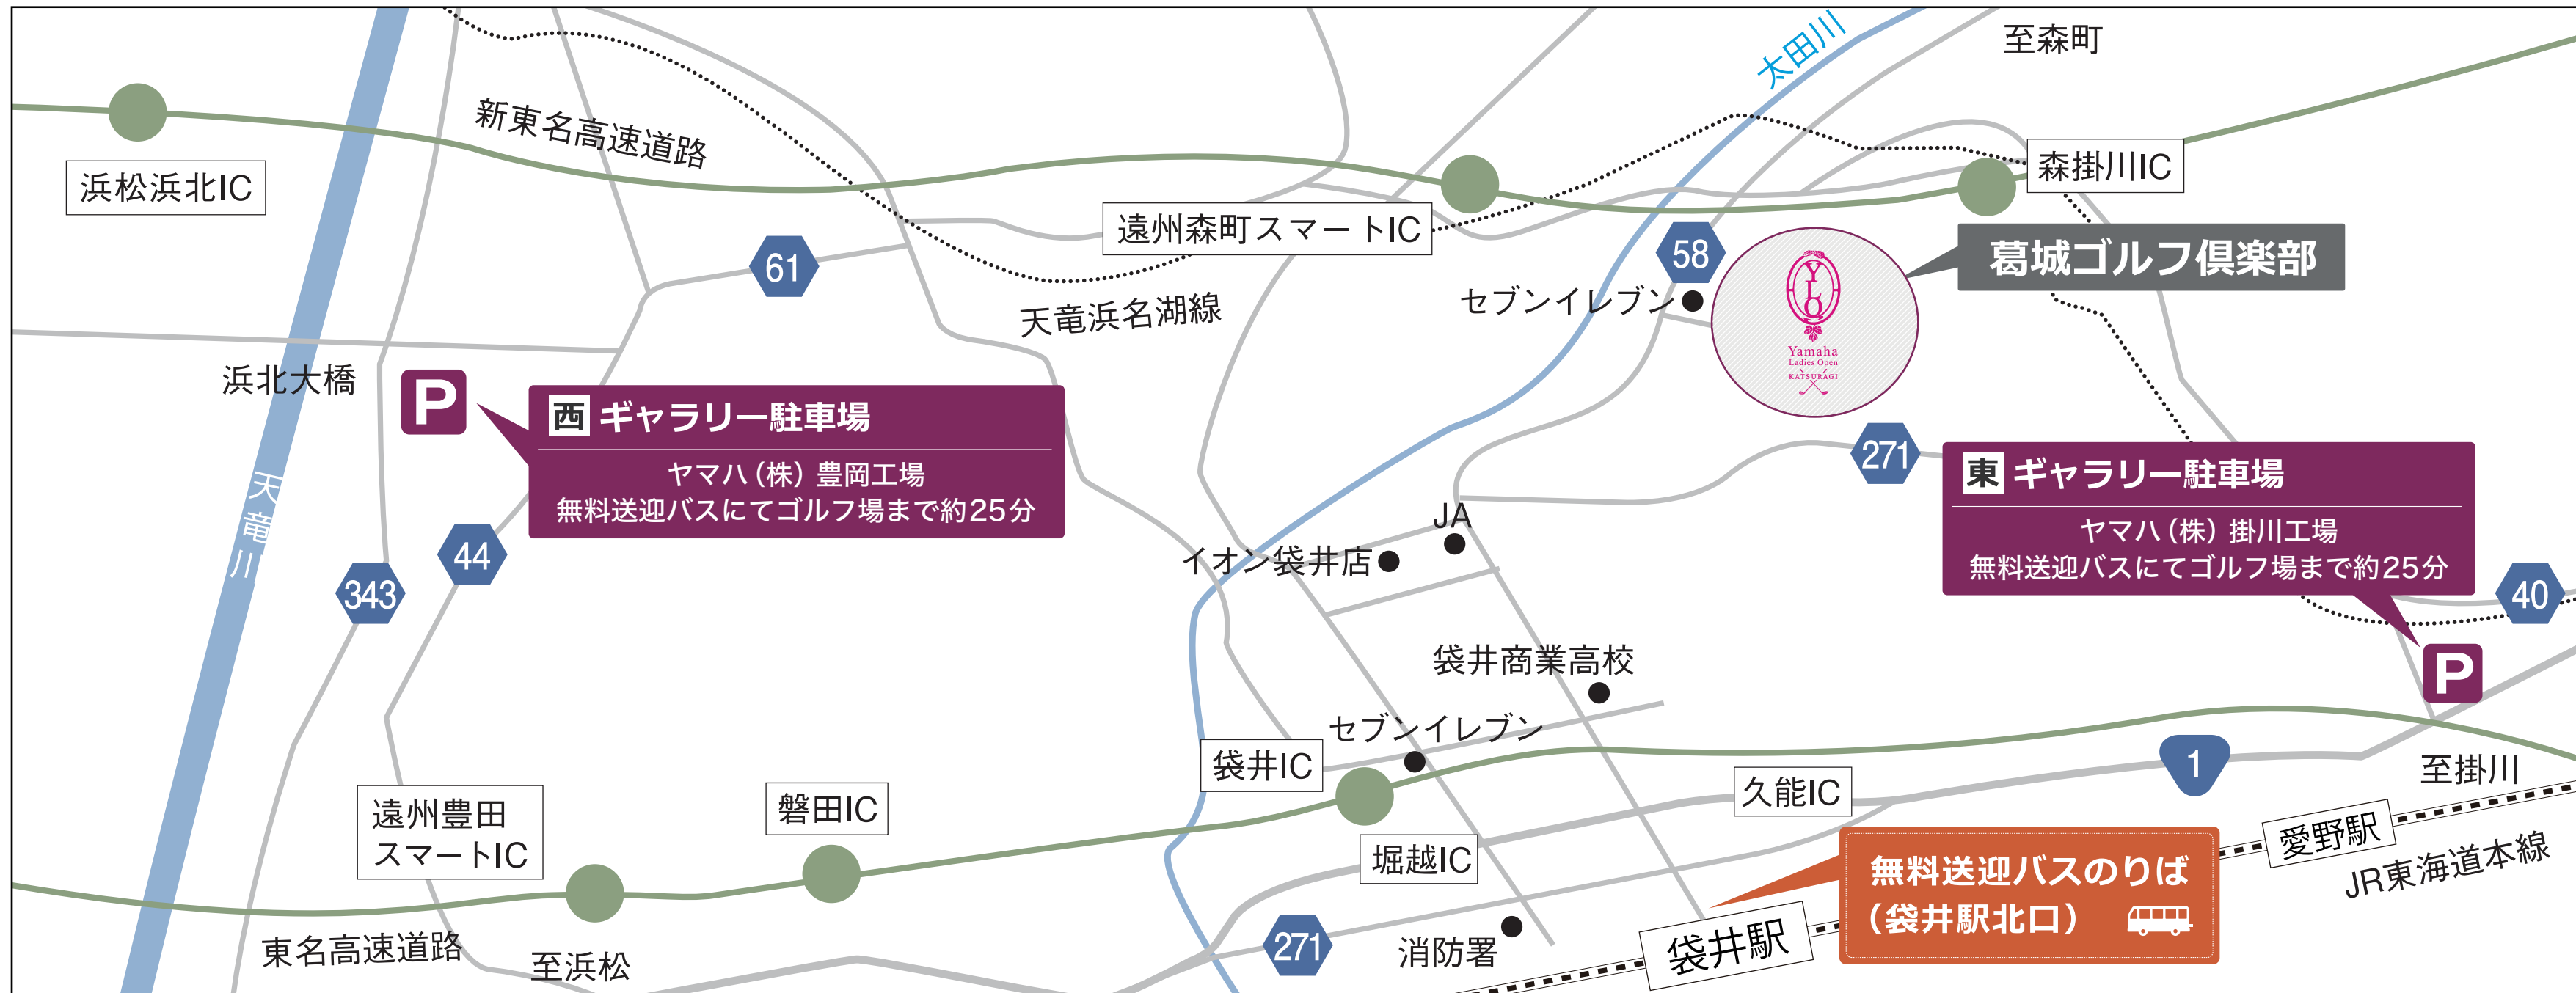 太田川
至森町
新東名高速道路
浜松浜北IC
森掛川IC
遠州森町スマートIC
葛城ゴルフ倶楽部
61
58
セブンイレブン
YLO
Yamaha
Ladies Open
KATSURAGI
天竜浜名湖線
浜北大橋
P
西 ギャラリー駐車場
ヤマハ(株)豊岡工場
無料送迎バスにてゴルフ場まで約25分
271
東 ギャラリー駐車場
ヤマハ(株)掛川工場
無料送迎バスにてゴルフ場まで約25分
天竜川
44
343
JA
イオン袋井店
40
袋井商業高校
P
セブンイレブン
袋井IC
久能IC
1
至掛川
遠州豊田
スマートIC
磐田IC
堀越IC
愛野駅
JR東海道本線
無料送迎バスのりば
(袋井駅北口)
東名高速道路
至浜松
271
消防署
袋井駅